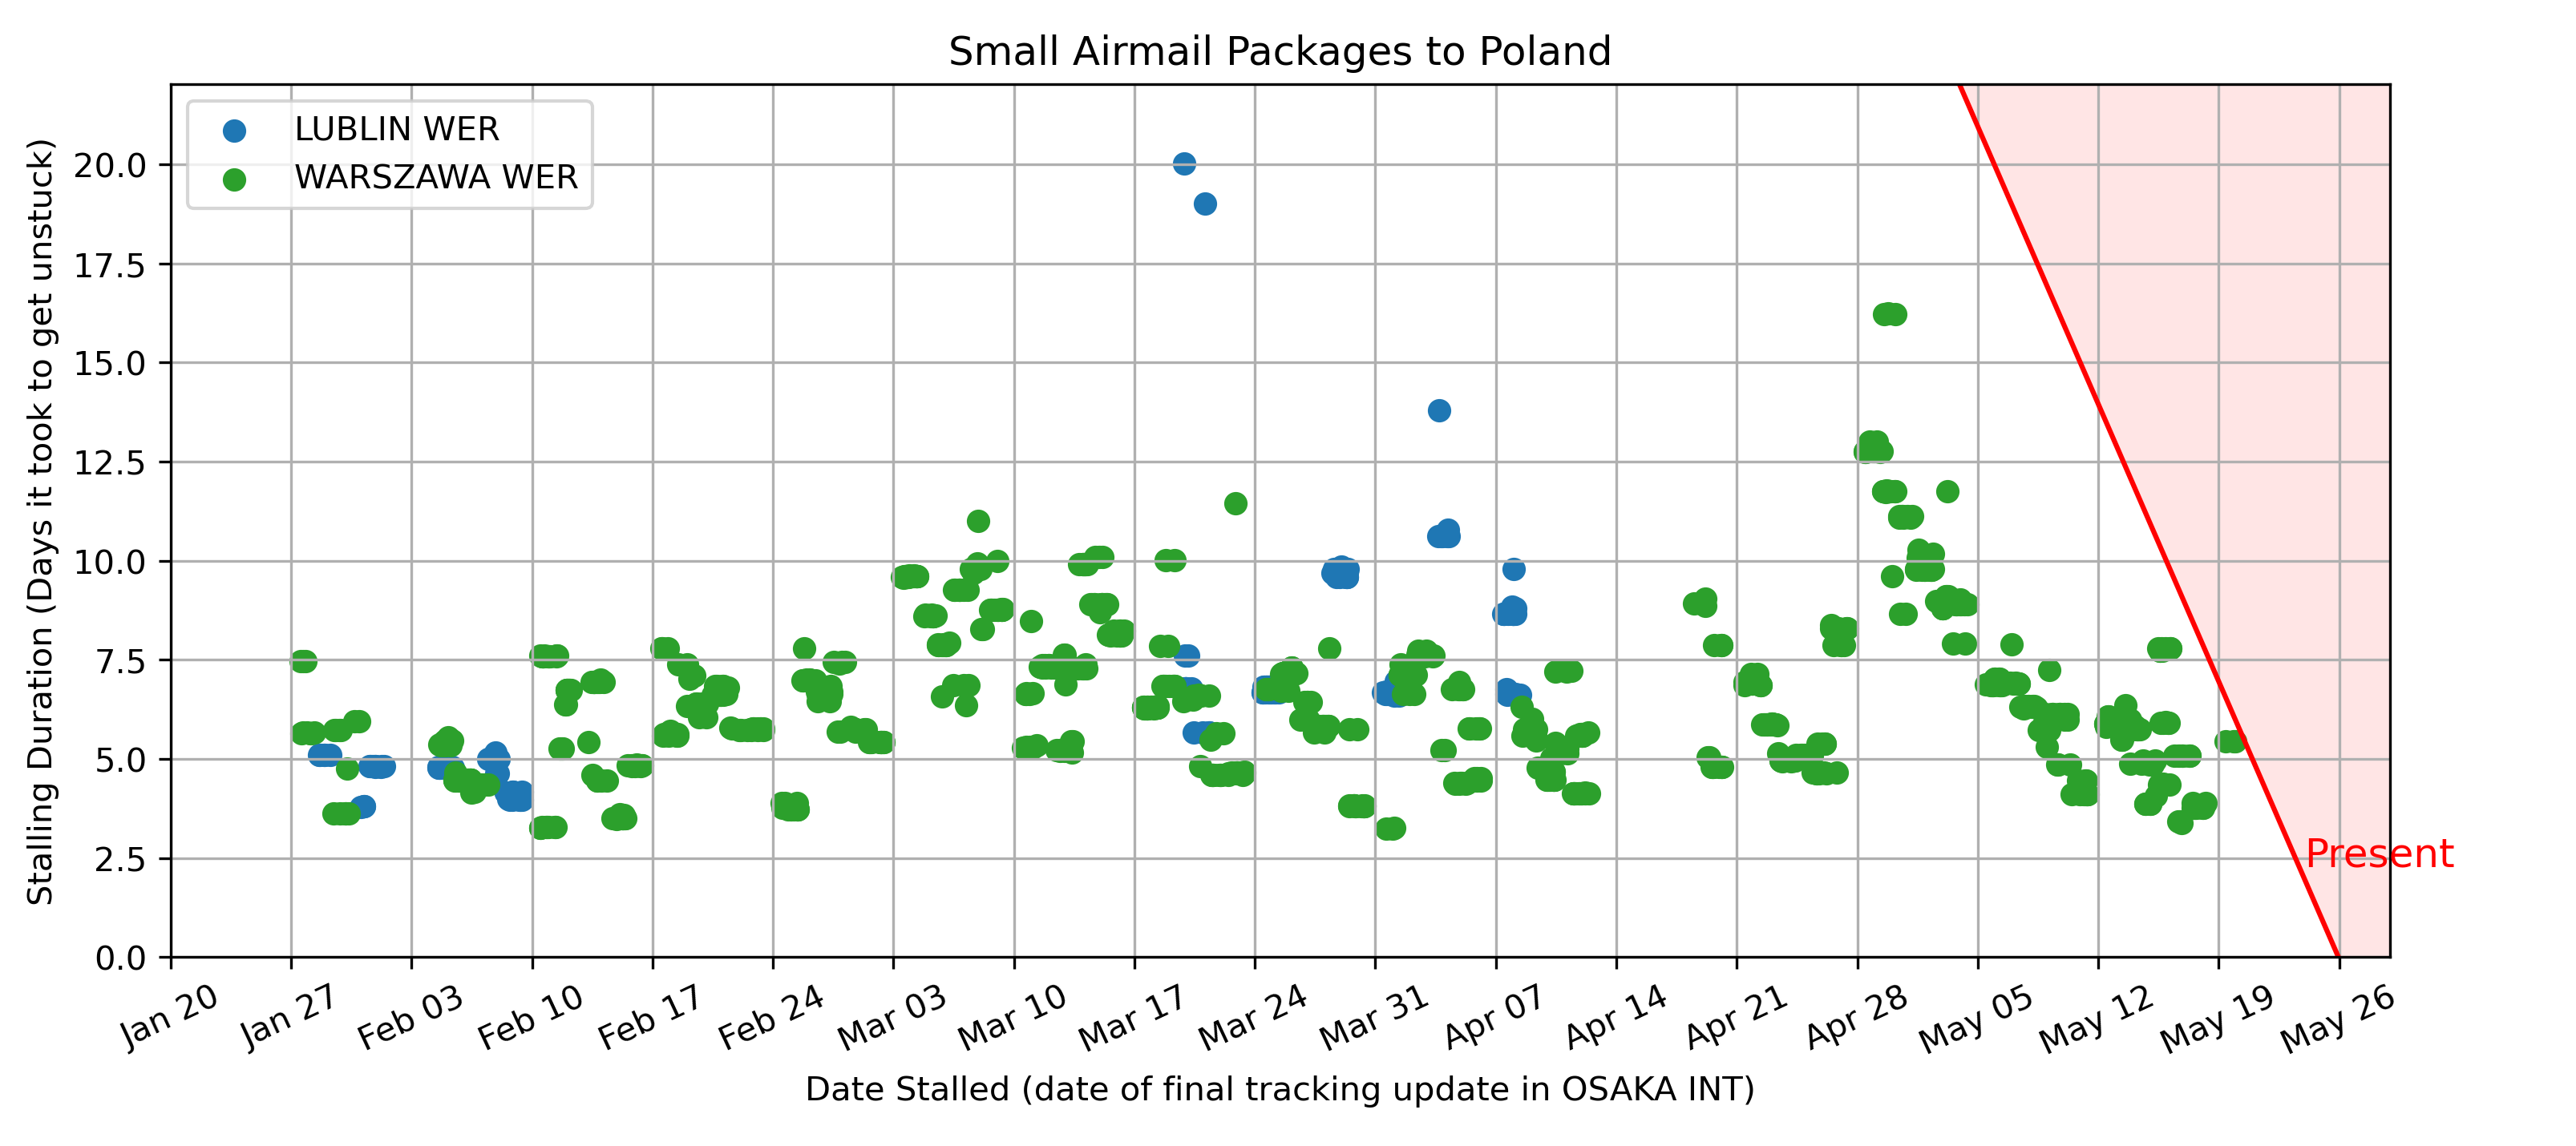 Small Airmail Packages to Poland
LUBLIN WER
WARSZAWA WER
Stalling Duration (Days it took to get unstuck)
20.0
17.5
15.0
12.5
10.0
7.5
5.0
2.5
0.0
Present
Jan 20
Jan 27
Feb 03
Feb 10
Feb 17
Feb 24
Mar 03
Mar 10
Mar 17
Mar 24
Mar 31
Apr 07
Apr 14
Apr 21
Apr 28
May 05
May 12
May 19
May 26
Date Stalled (date of final tracking update in OSAKA INT)